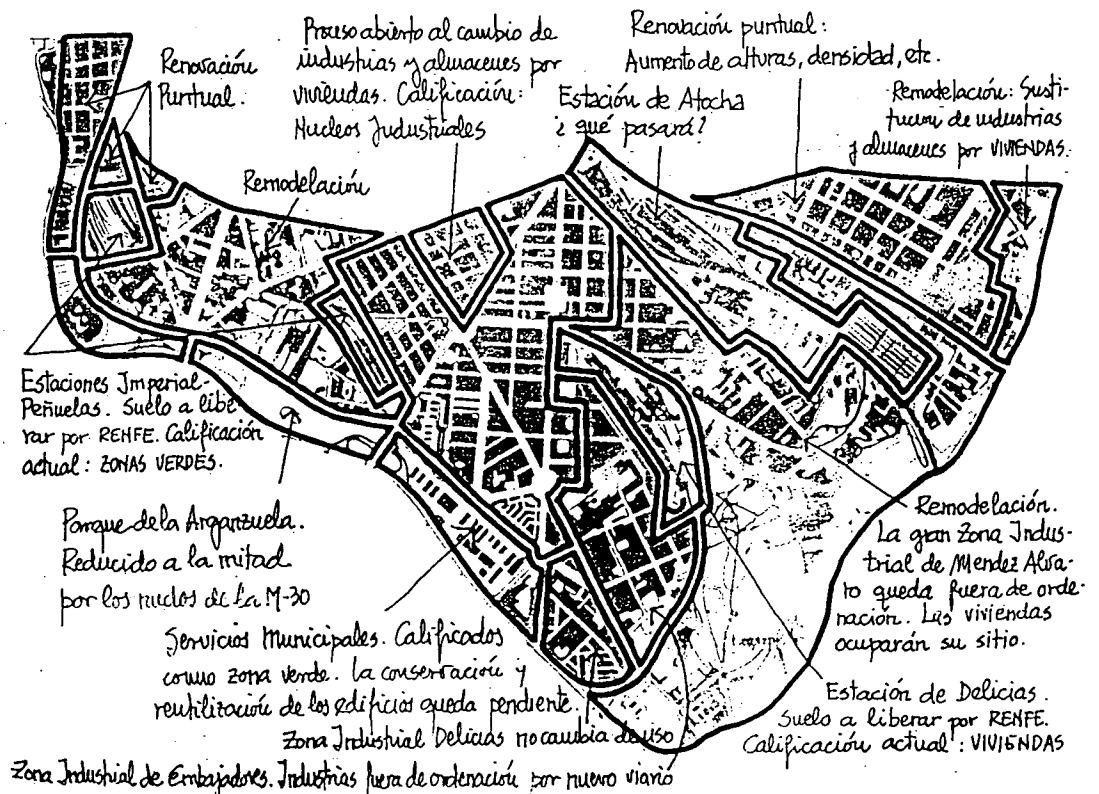 Renovación
Puntual.
Proceso abierto al cambio de
industrias y almacenes por
viviendas. Calificación:
Nucleos Industriales
Renovación puntual:
Aumento de alturas, densidad, etc.
Estación de Atocha
¿qué pasará?
Remodelación: Susti-
tucion de industrias
y almacenes por VIVIENDAS.
Remodelación
Estaciones Imperial-
Peñuelas. Suelo a libe
rar por RENFE. Calificación
actual: ZONAS VERDES.
Parque de la Arganzuela.
Reducido a la mitad
por los nudos de la M-30
Servicios Municipales. Calificados
como zona verde. la conservación y
reutilización de los edificios queda pendiente.
Zona Industrial Delicias no cambia de uso
Zona Industrial de Embajadores. Industrias fuera de ordenación por nuevo viario
Remodelación.
La gran Zona Indus-
trial de Mendez Alva-
ro queda fuera de orde-
nación. Las viviendas
ocuparán su sitio.
Estación de Delicias.
Suelo a liberar por RENFE.
Calificación actual: VIVIENDAS